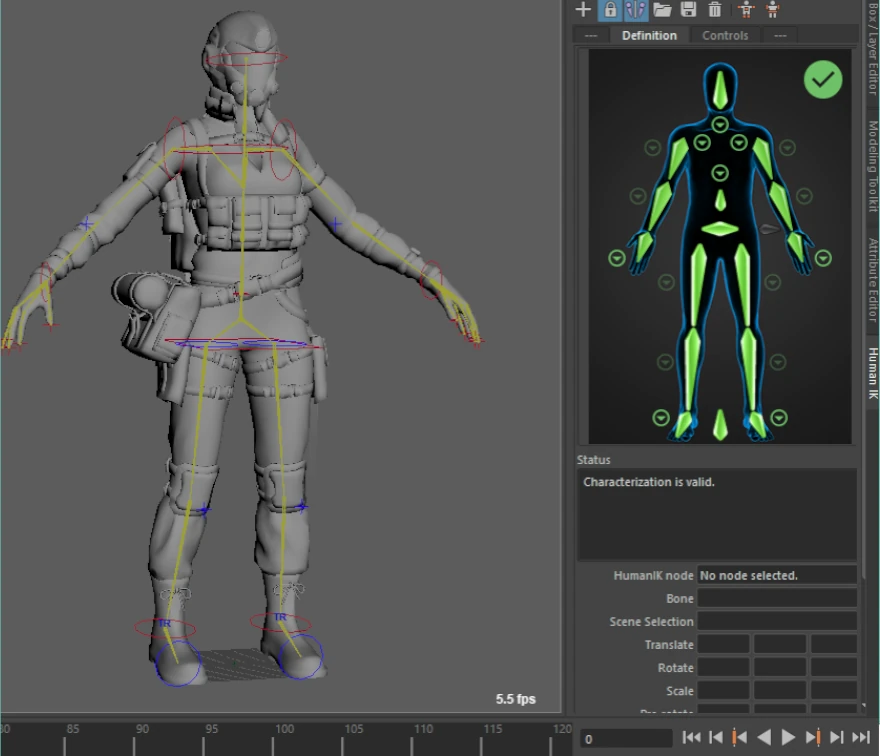 --- Definition Controls ---
Box / Layer Editor
Modeling Toolkit
Attribute Editor
Human IK
Status
Characterization is valid.
HumanIK node No node selected.
Bone
Scene Selection
Translate
Rotate
Scale
IR
IR
5.5 fps
85 90 95 100 105 110 115 120
0